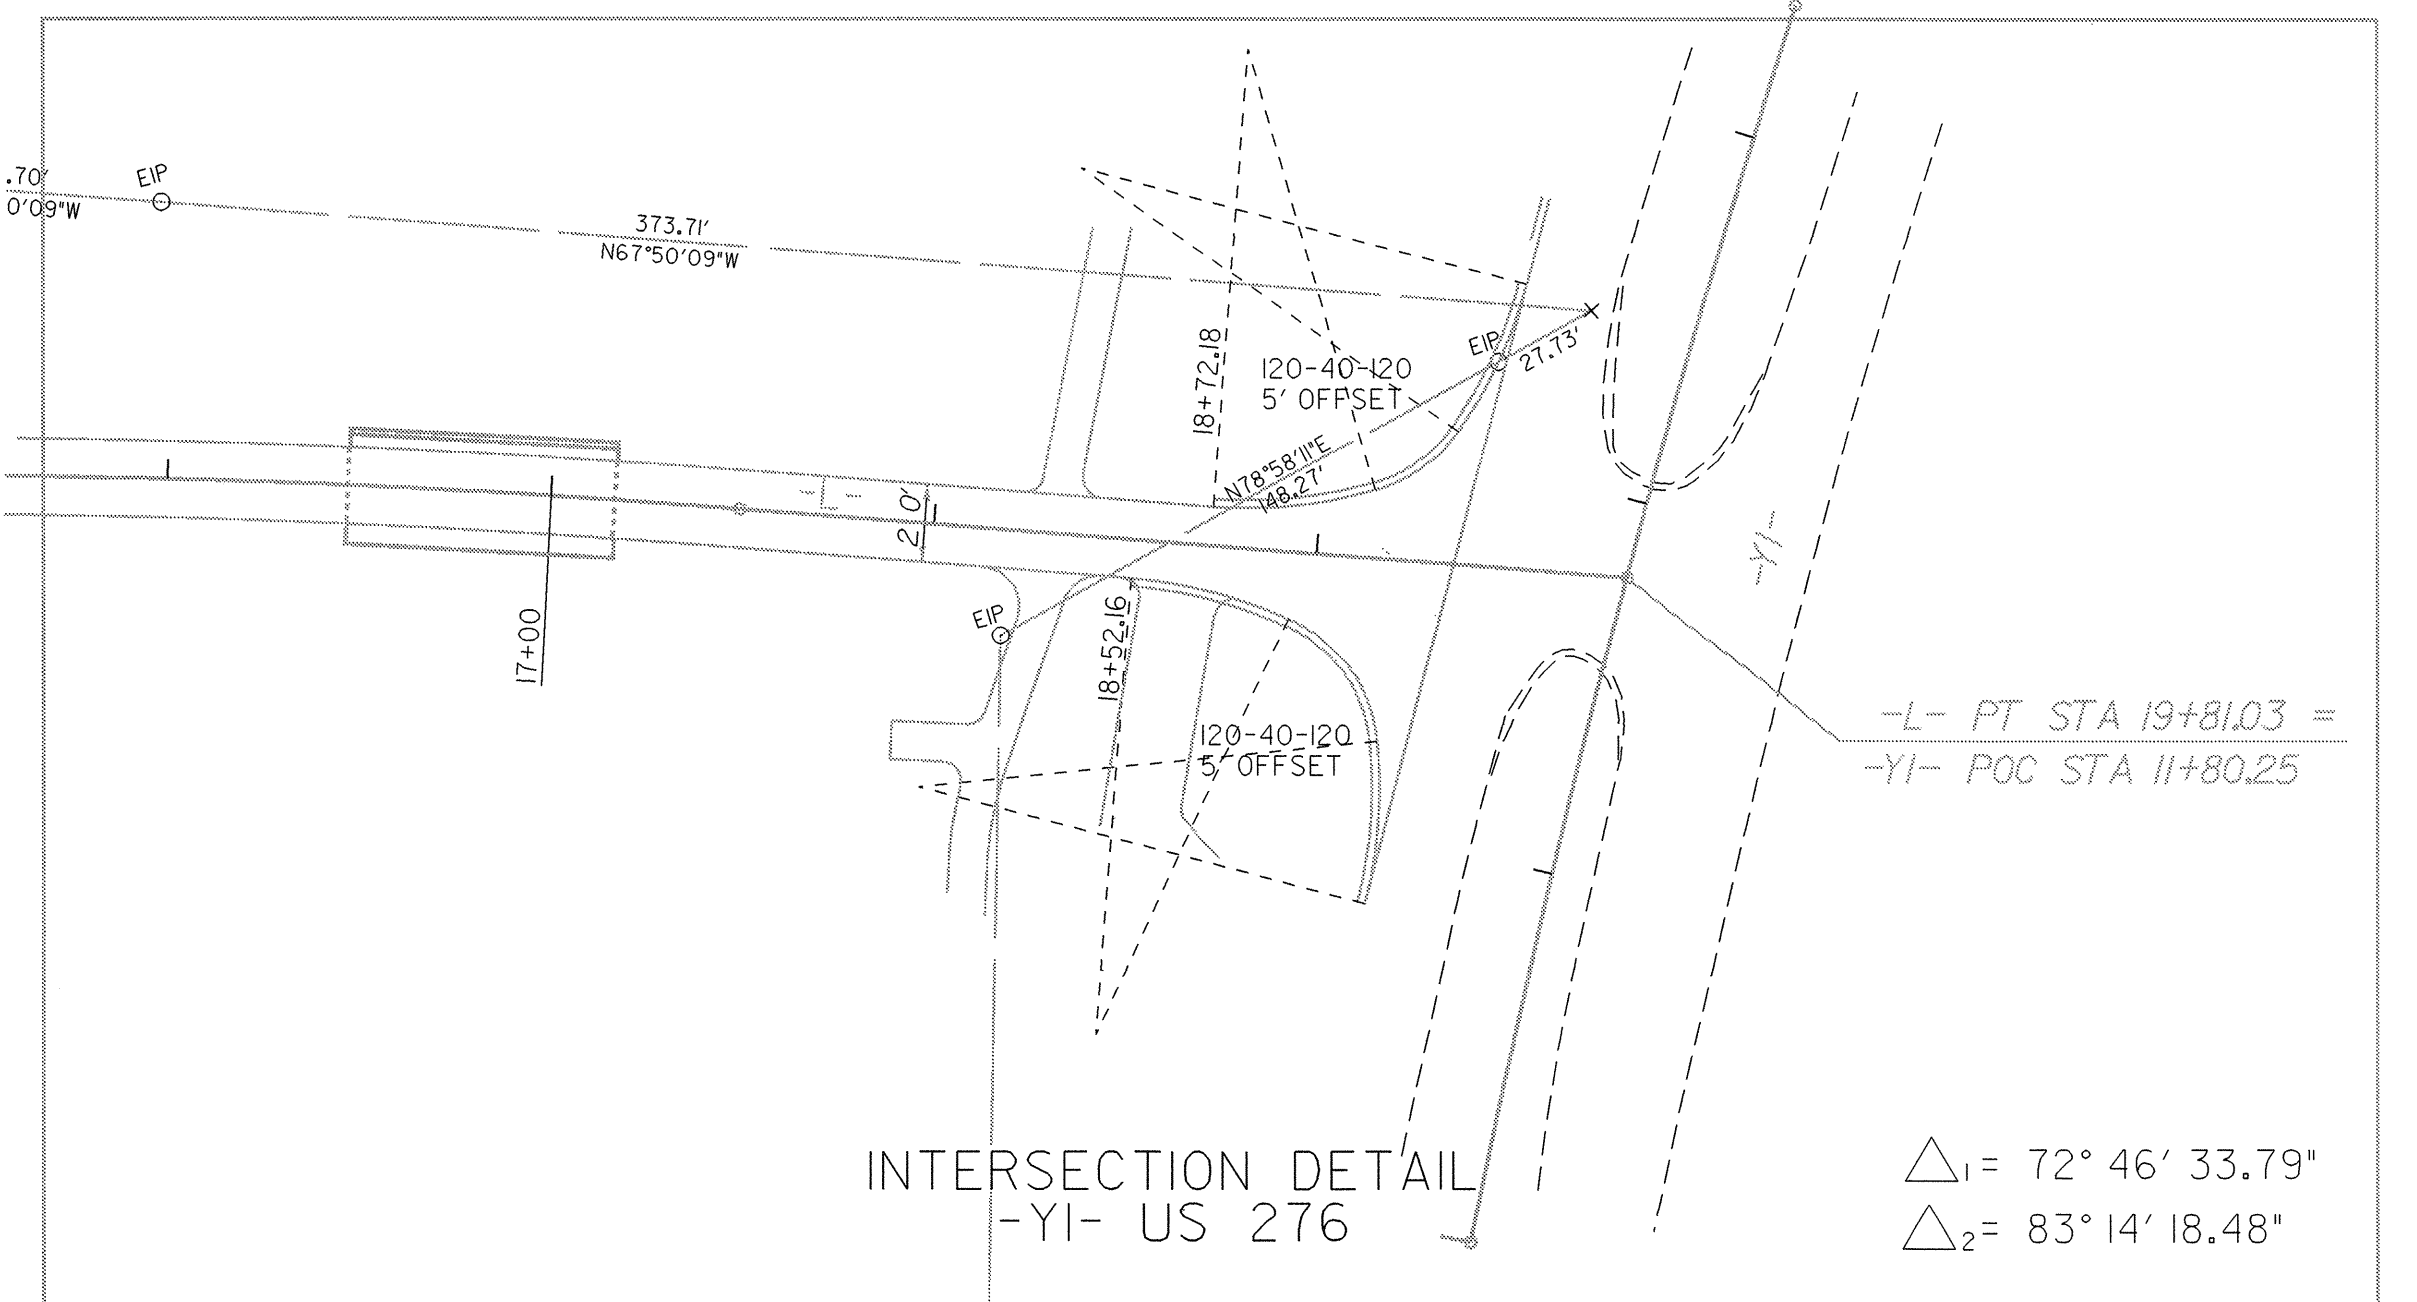 .70'
0'09"W
EIP
373.71'
N67°50'09"W
18+72.18
120-40-120
5' OFFSET
EIP
27.73'
N78°58'11"E
148.27'
2 0'
17+00
EIP
18+52.16
120-40-120
5' OFFSET
-Y1-
-L- PT STA 19+81.03 =
-Y1- POC STA 11+80.25
INTERSECTION DETAIL
-Y1- US 276
△1= 72° 46' 33.79"
△2= 83° 14' 18.48"